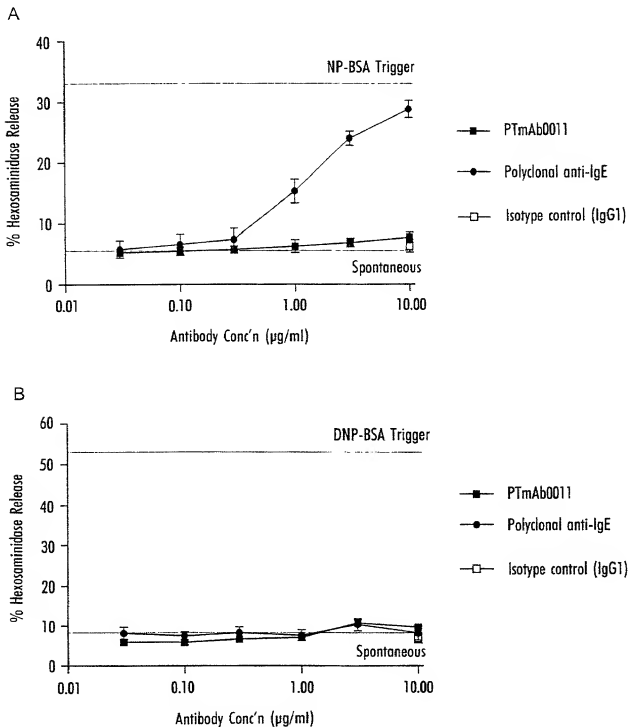 A
40
NP-BSA Trigger
30
PTmAb0011
20
Polyclonal anti-IgE
10
Isotype control (IgG1)
Spontaneous
0
0.01 0.10 1.00 10.00
% Hexosaminidase Release
Antibody Conc'n (µg/ml)
B
60
DNP-BSA Trigger
50
PTmAb0011
40
Polyclonal anti-IgE
30
Isotype control (IgG1)
20
10
Spontaneous
0
0.01 0.10 1.00 10.00
% Hexosaminidase Release
Antibody Conc'n (µg/ml)